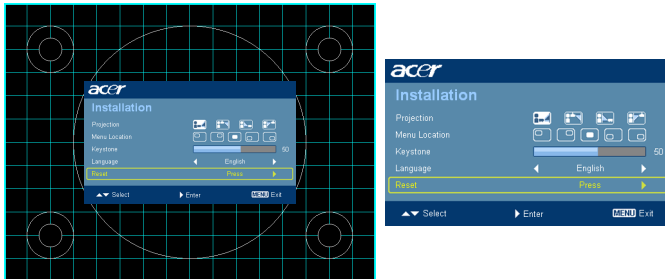 acer
Installation
Projection
Menu Location
Keystone 50
Language English
Reset Press
Select Enter MENU Exit
acer
Installation
Projection
Menu Location
Keystone 50
Language English
Reset Press
Select Enter MENU Exit